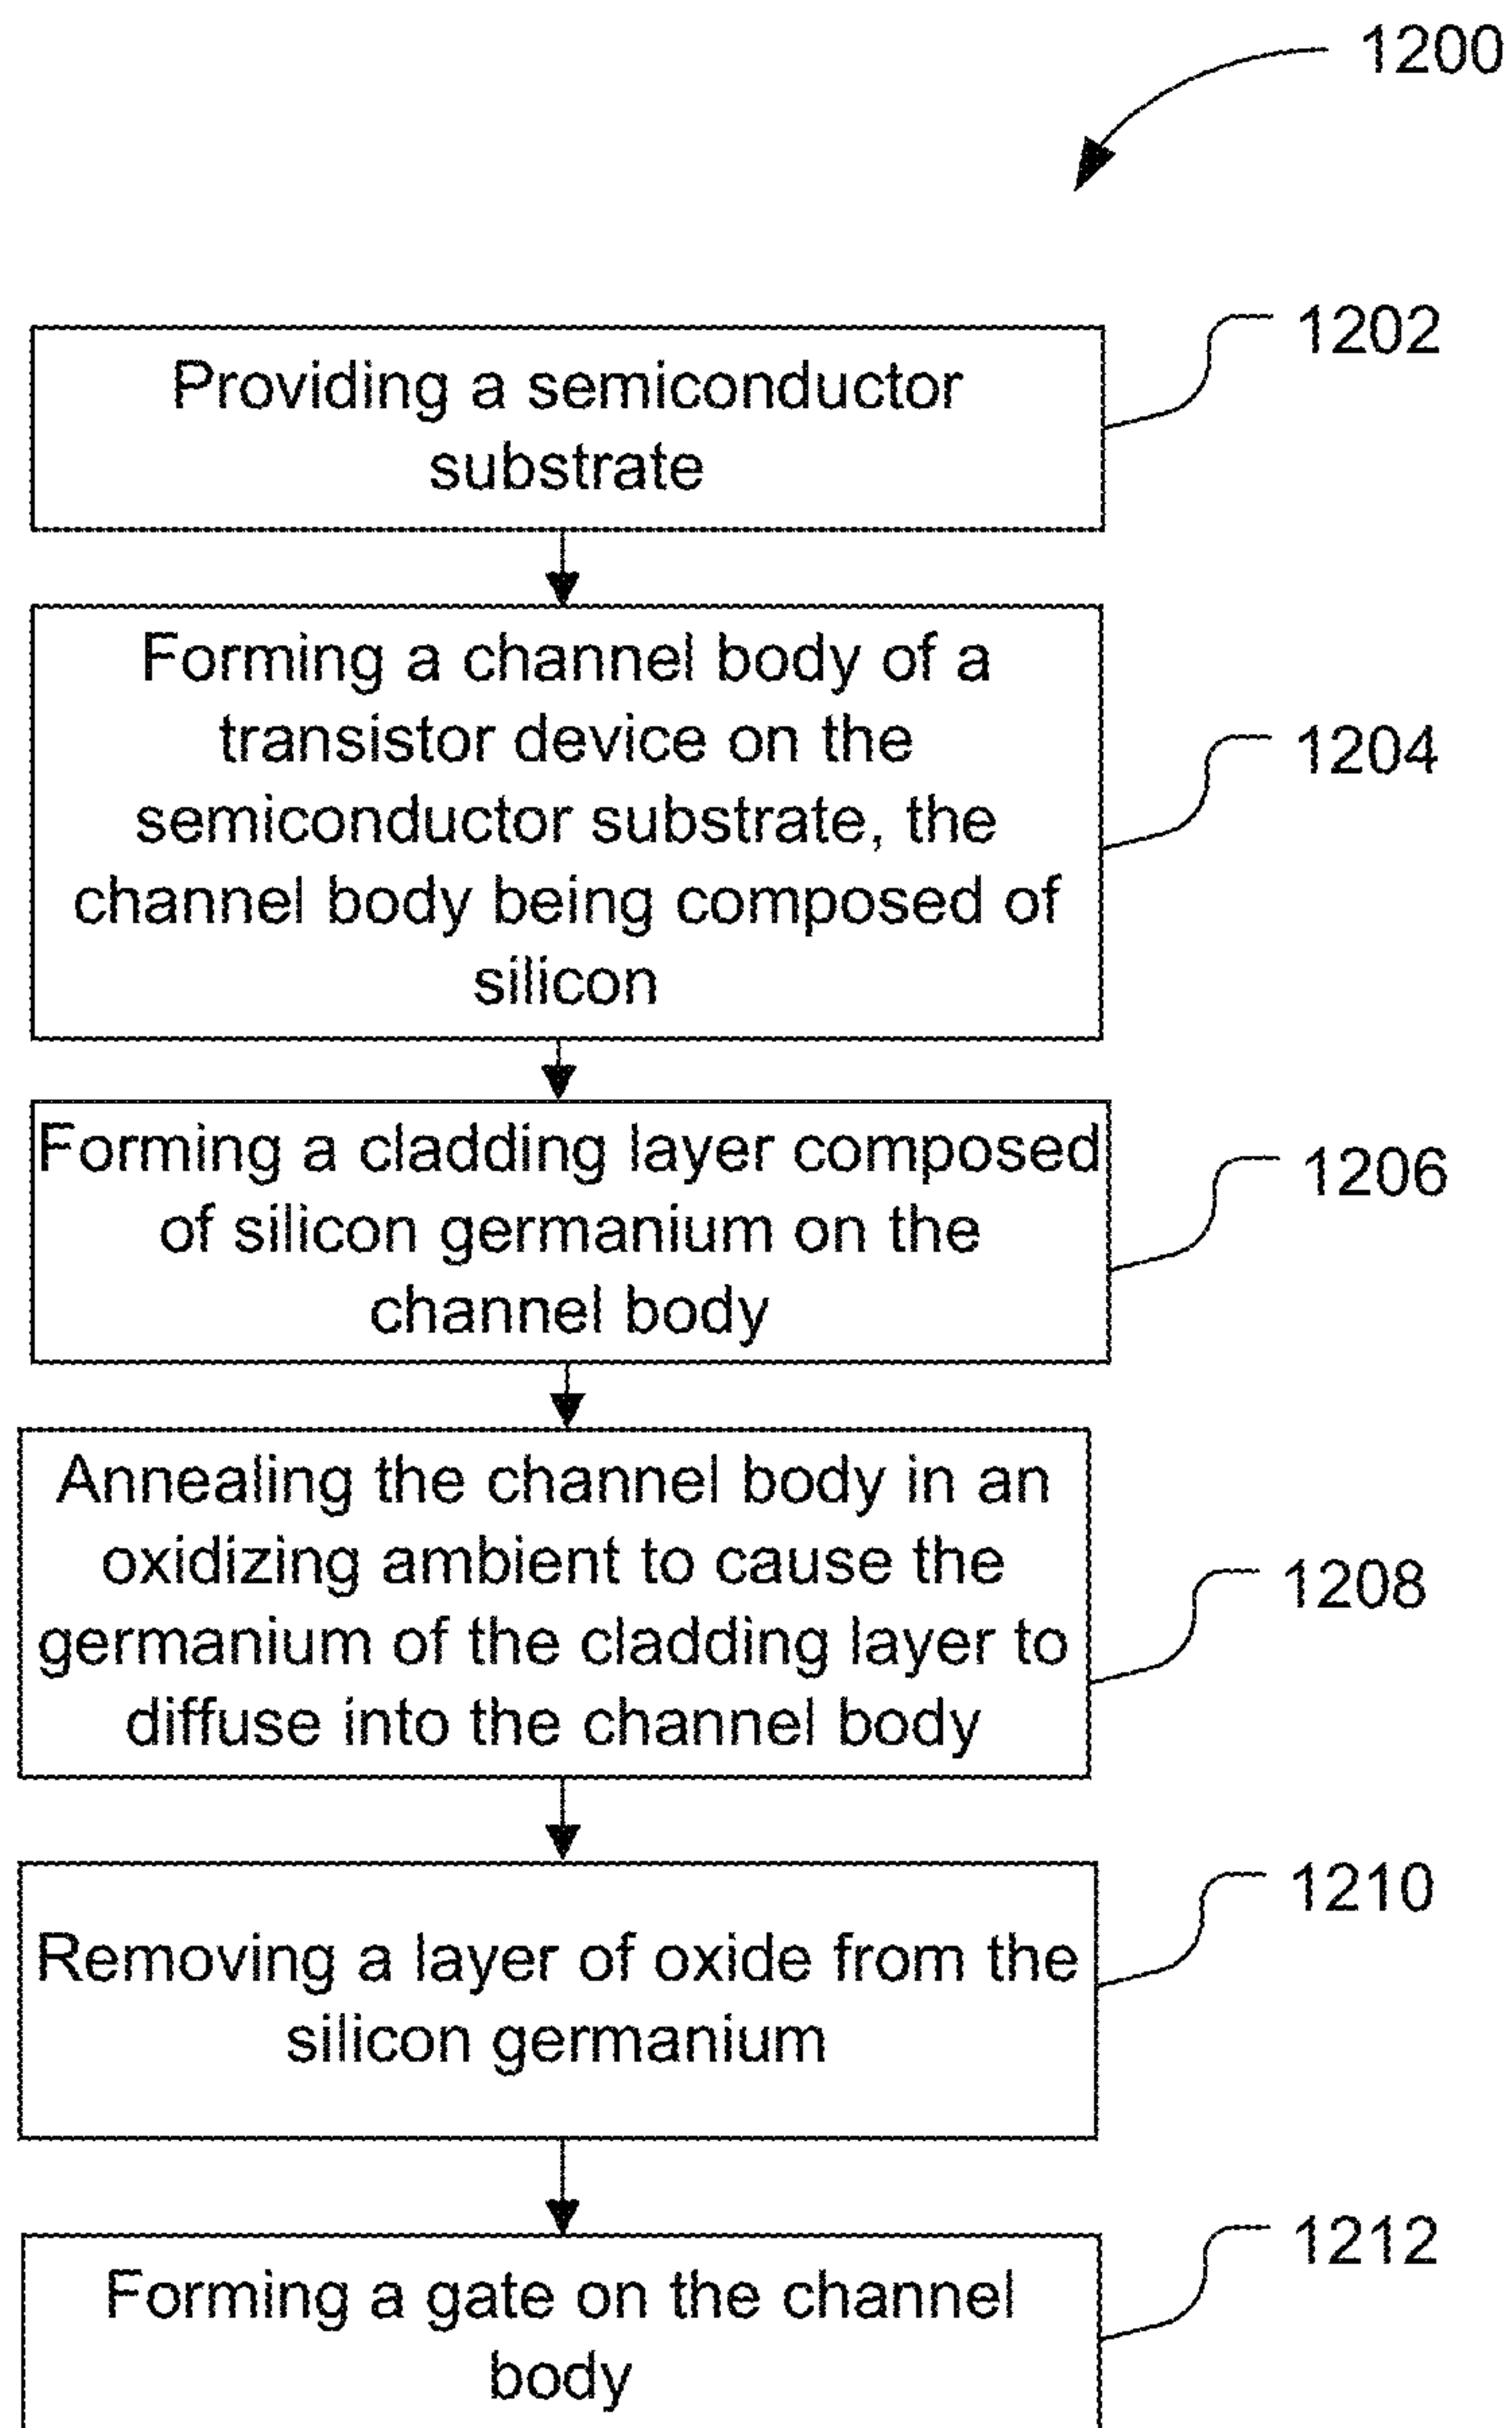 1200
Providing a semiconductor
substrate
1202
Forming a channel body of a
transistor device on the
semiconductor substrate, the
channel body being composed of
silicon
1204
Forming a cladding layer composed
of silicon germanium on the
channel body
1206
Annealing the channel body in an
oxidizing ambient to cause the
germanium of the cladding layer to
diffuse into the channel body
1208
Removing a layer of oxide from the
silicon germanium
1210
Forming a gate on the channel
body
1212